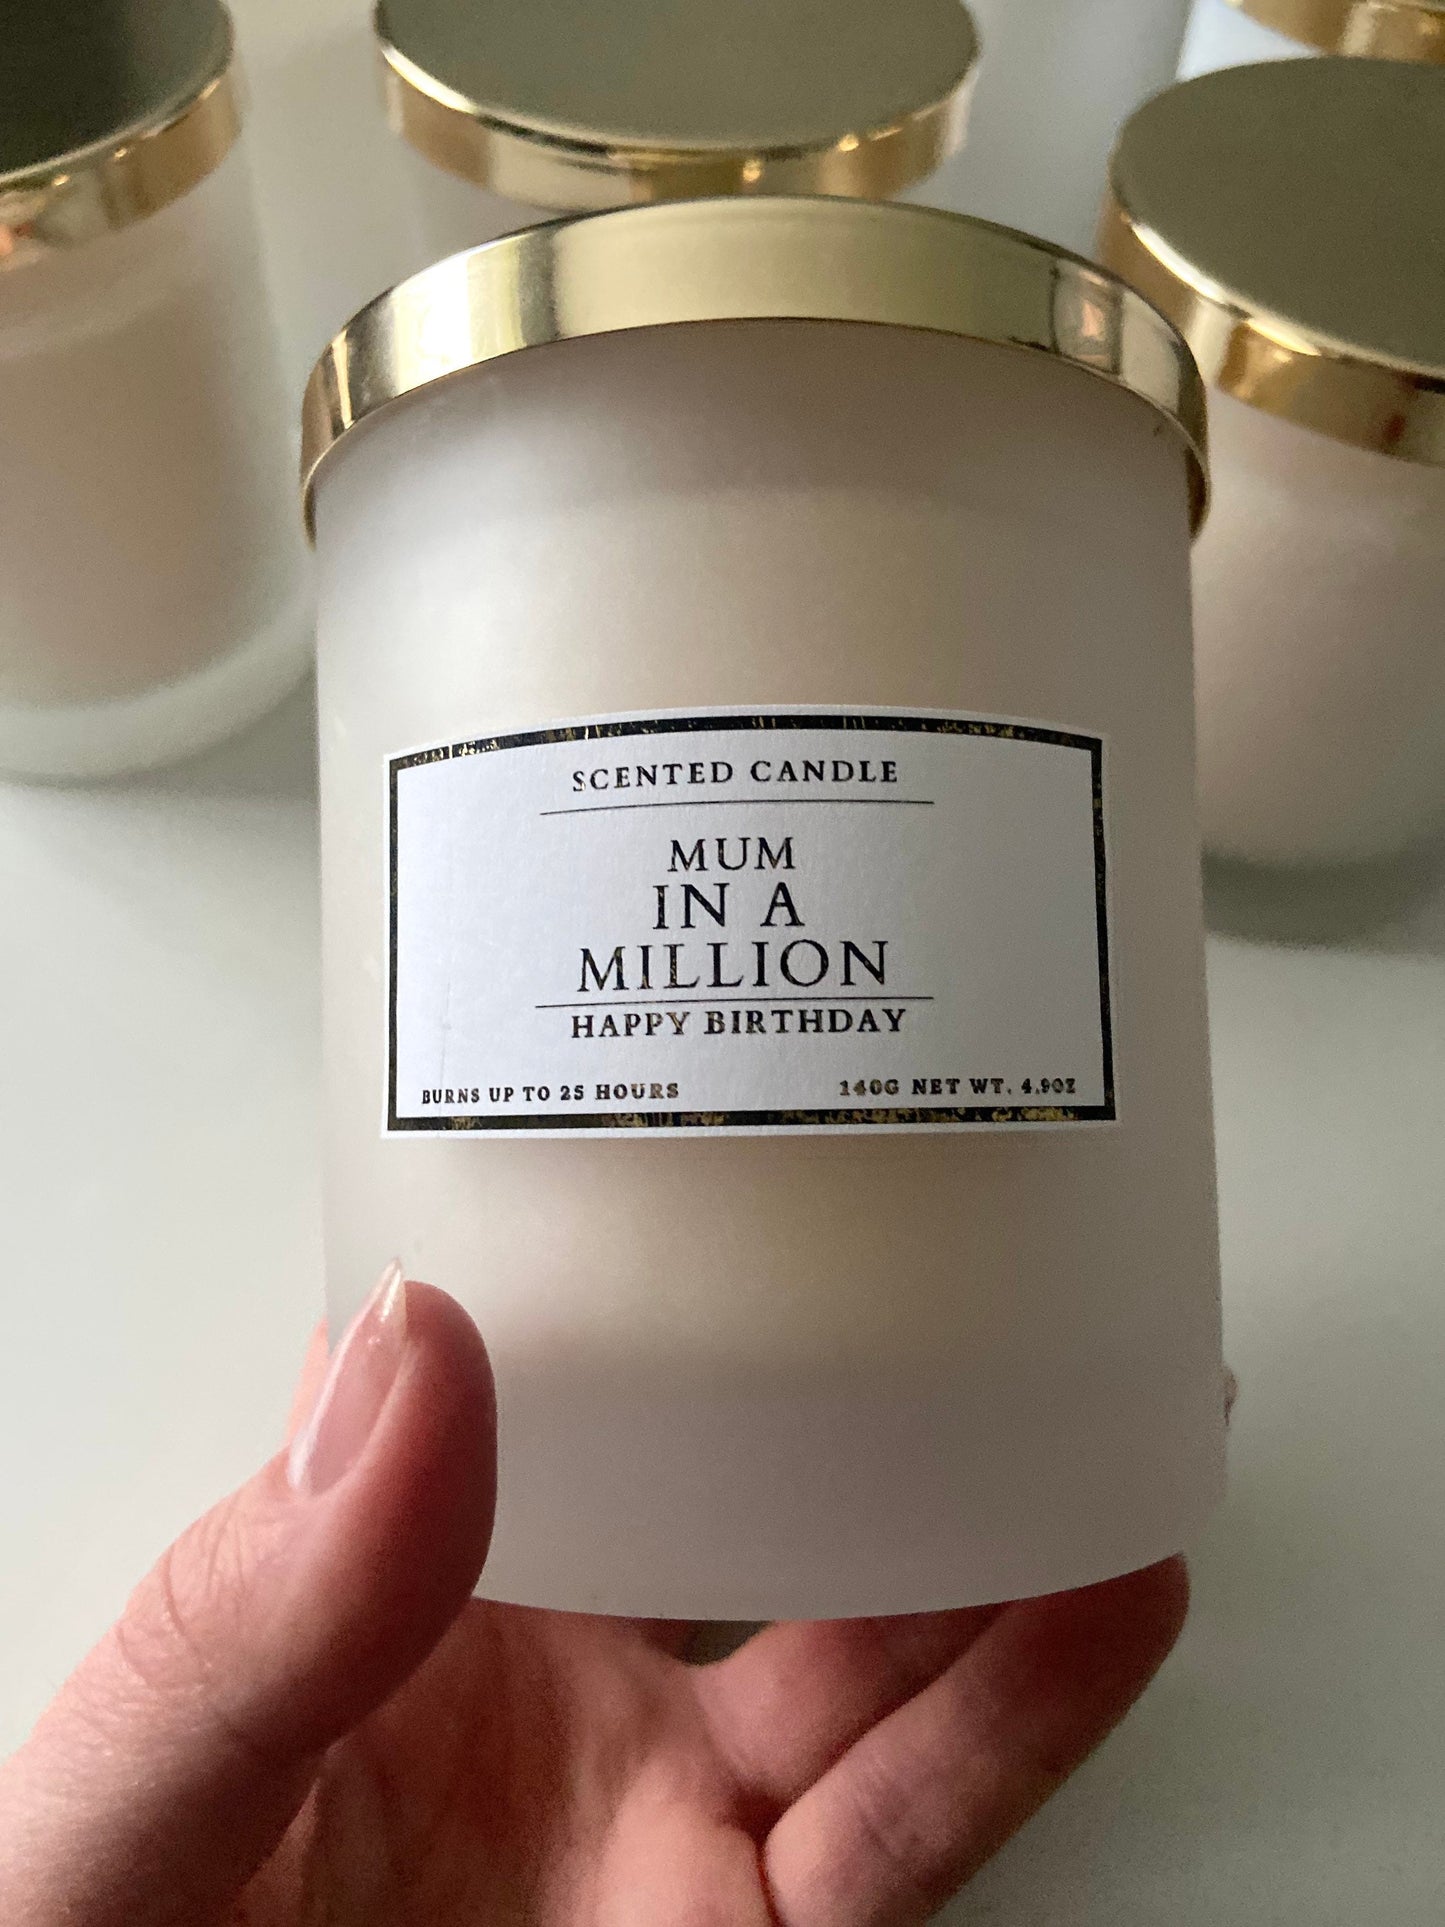 SCENTED CANDLE
MUM
IN A
MILLION
HAPPY BIRTHDAY
BURNS UP TO 25 HOURS 140G NET WT. 4.9OZ